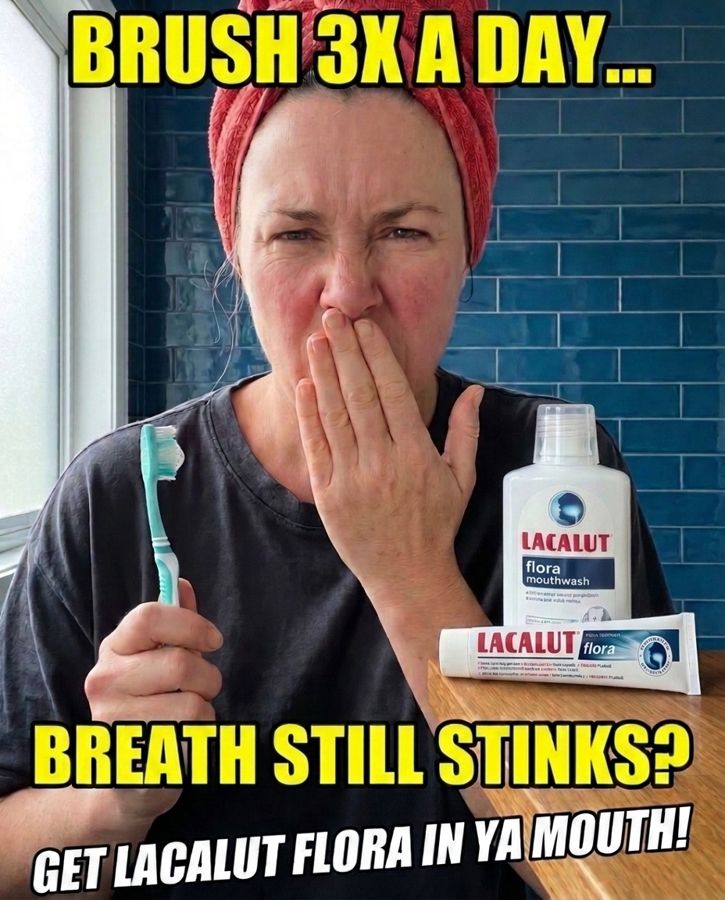 BRUSH 3X A DAY...
LACALUT
flora
mouthwash
LACALUT flora
BREATH STILL STINKS?
GET LACALUT FLORA IN YA MOUTH!